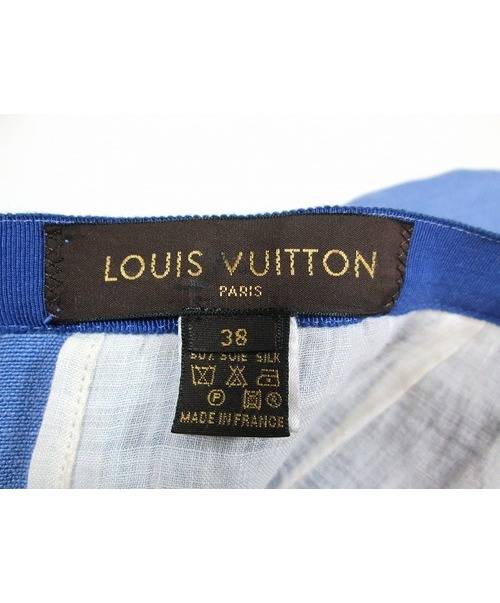 LOUIS VUITTON
PARIS
38
SOIE SILK
P
MADE IN FRANCE